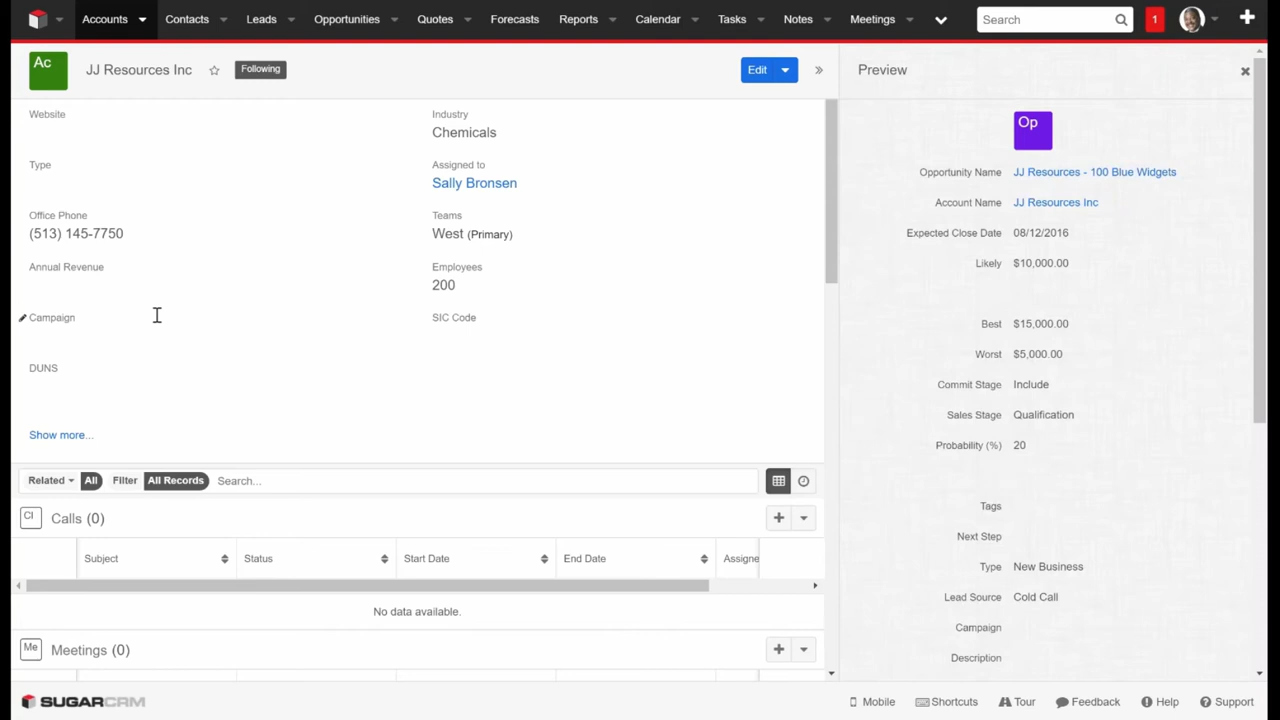 Accounts Contacts Leads Opportunities Quotes Forecasts Reports Calendar Tasks Notes Meetings Search 1
Ac JJ Resources Inc Following Edit
Website
Industry
Chemicals
Type
Assigned to
Sally Bronsen
Office Phone
(513) 145-7750
Teams
West (Primary)
Annual Revenue
Employees
200
Campaign
SIC Code
DUNS
Show more...
Related All Filter All Records Search...
Cl Calls (0)
Subject Status Start Date End Date Assigne
No data available.
Me Meetings (0)
Preview
Op
Opportunity Name JJ Resources - 100 Blue Widgets
Account Name JJ Resources Inc
Expected Close Date 08/12/2016
Likely $10,000.00
Best $15,000.00
Worst $5,000.00
Commit Stage Include
Sales Stage Qualification
Probability (%) 20
Tags
Next Step
Type New Business
Lead Source Cold Call
Campaign
Description
SUGARCRM Mobile Shortcuts Tour Feedback Help Support